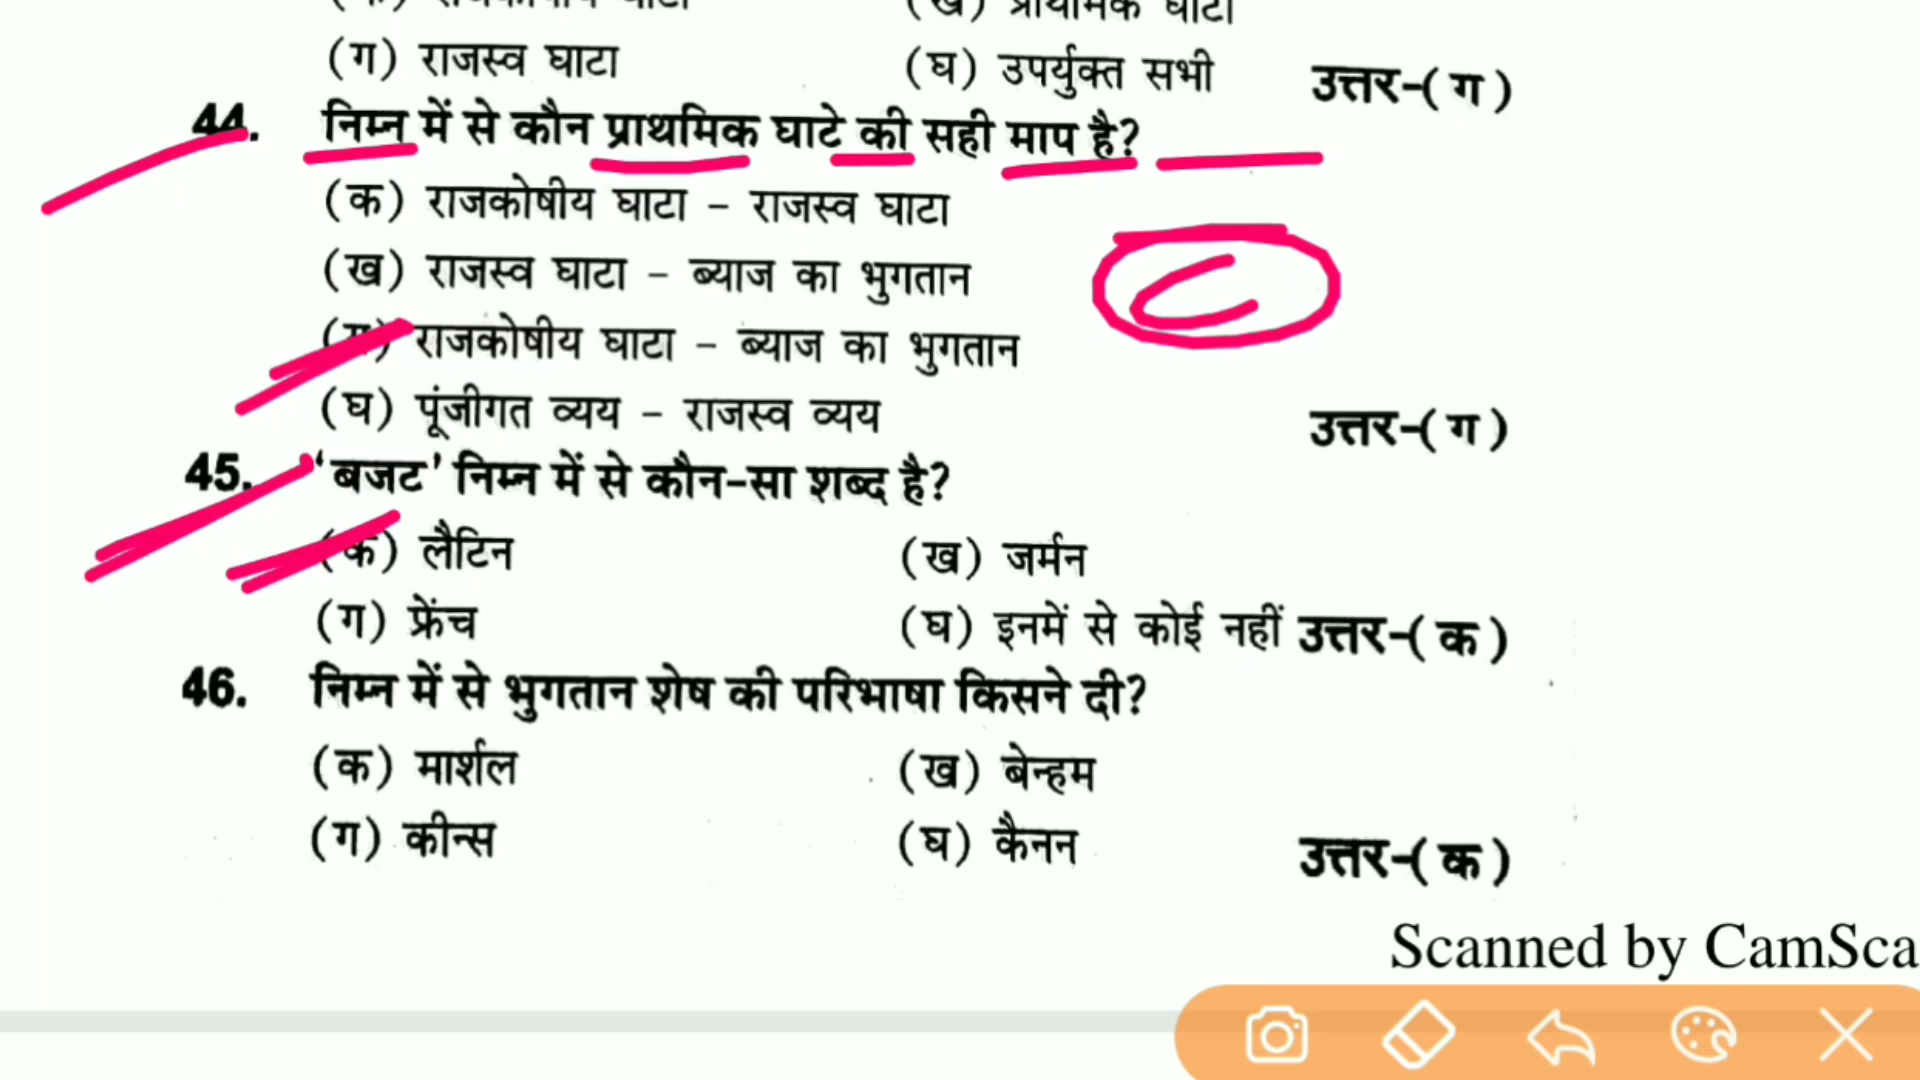 (ग) राजस्व घाटा (घ) उपर्युक्त सभी उत्तर-(ग)
44. निम्न में से कौन प्राथमिक घाटे की सही माप है?
(क) राजकोषीय घाटा - राजस्व घाटा
(ख) राजस्व घाटा - ब्याज का भुगतान
(ग) राजकोषीय घाटा - ब्याज का भुगतान
(घ) पूंजीगत व्यय - राजस्व व्यय उत्तर-(ग)
45. 'बजट' निम्न में से कौन-सा शब्द है?
(क) लैटिन (ख) जर्मन
(ग) फ्रेंच (घ) इनमें से कोई नहीं उत्तर-(क)
46. निम्न में से भुगतान शेष की परिभाषा किसने दी?
(क) मार्शल (ख) बेन्हम
(ग) कीन्स (घ) कैनन उत्तर-(क)
Scanned by CamSca